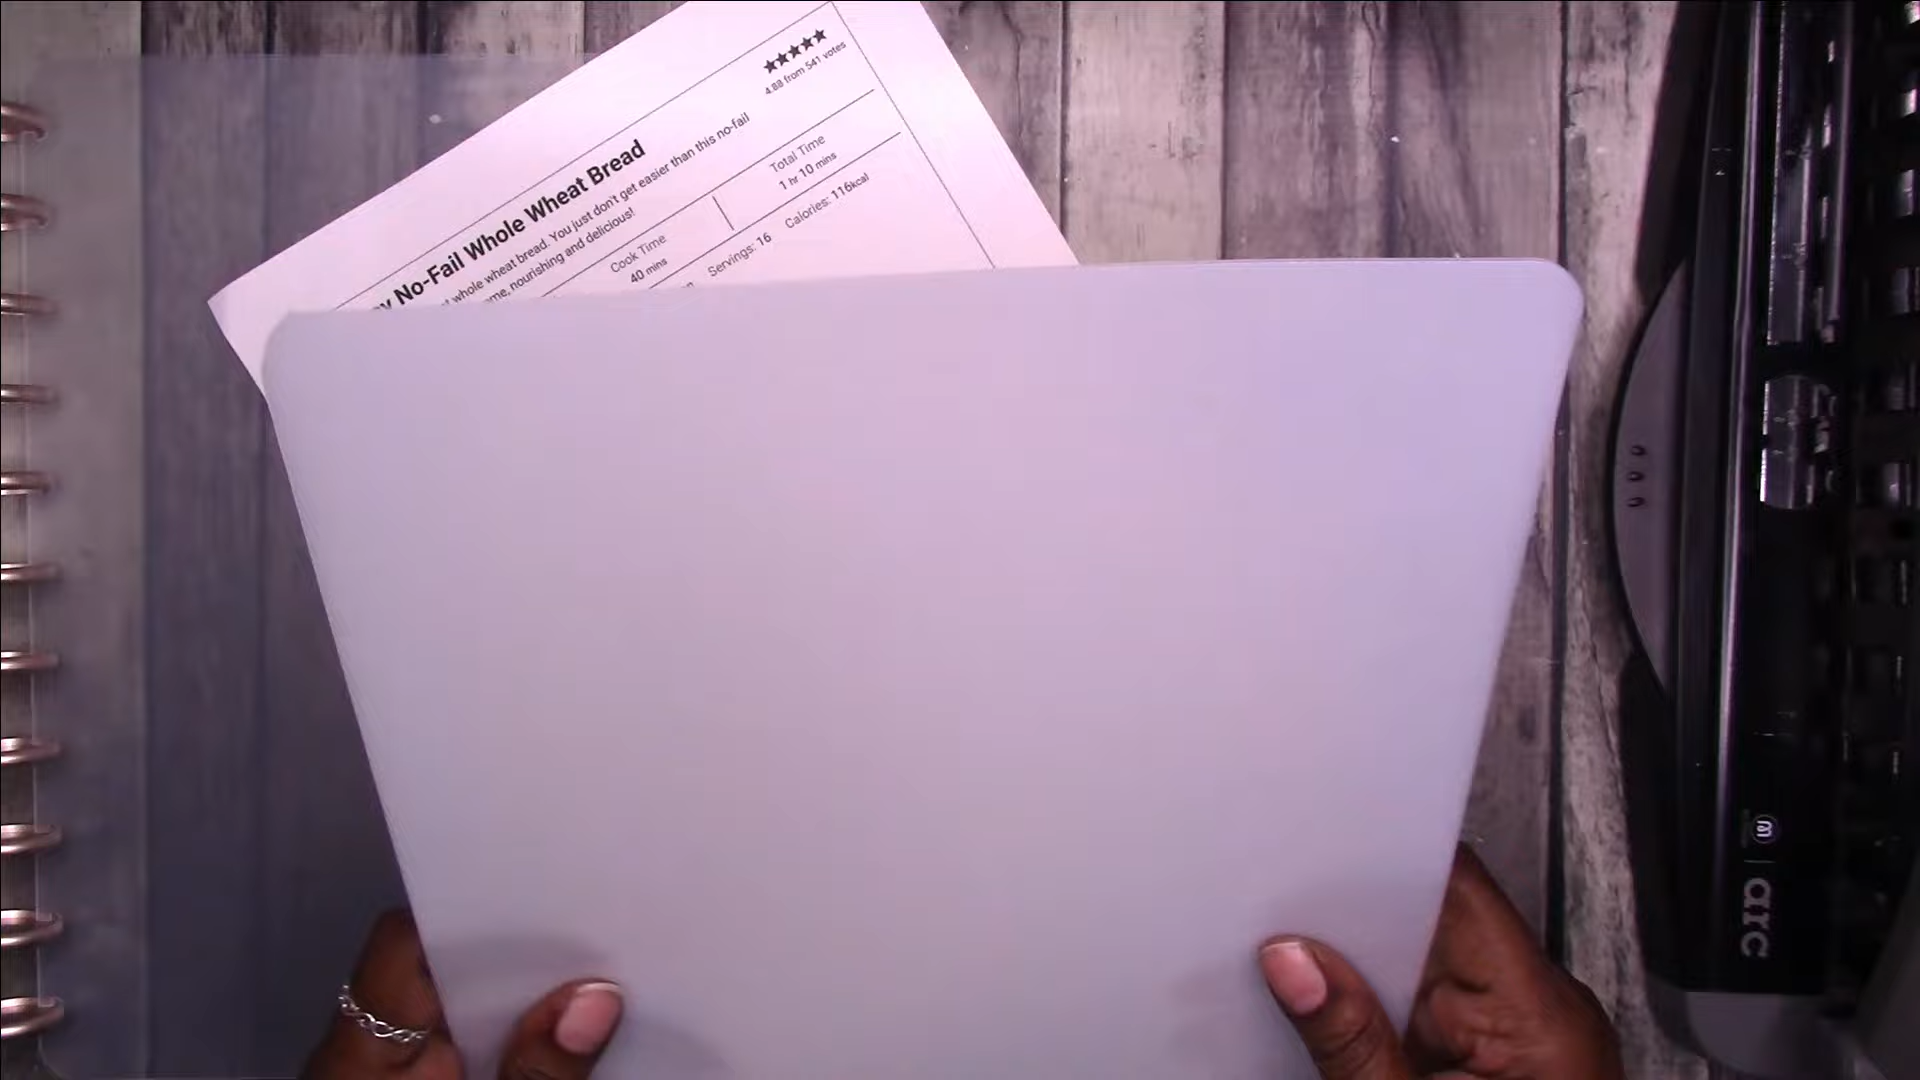 ★★★★★
4.88 from 541 votes
No-Fail Whole Wheat Bread
whole wheat bread. You just don't get easier than this no-fail
nourishing and delicious!
Cook Time
40 mins
Total Time
1 hr 10 mins
Servings: 16
Calories: 116kcal
arc